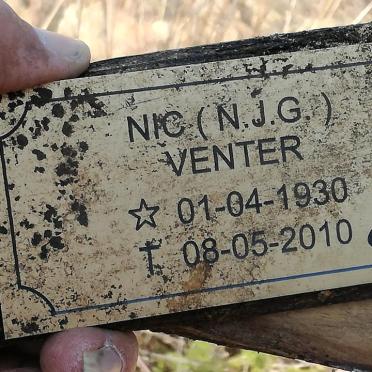 NIC ( N.J.G. )
VENTER
☆ 01-04-1930
† 08-05-2010